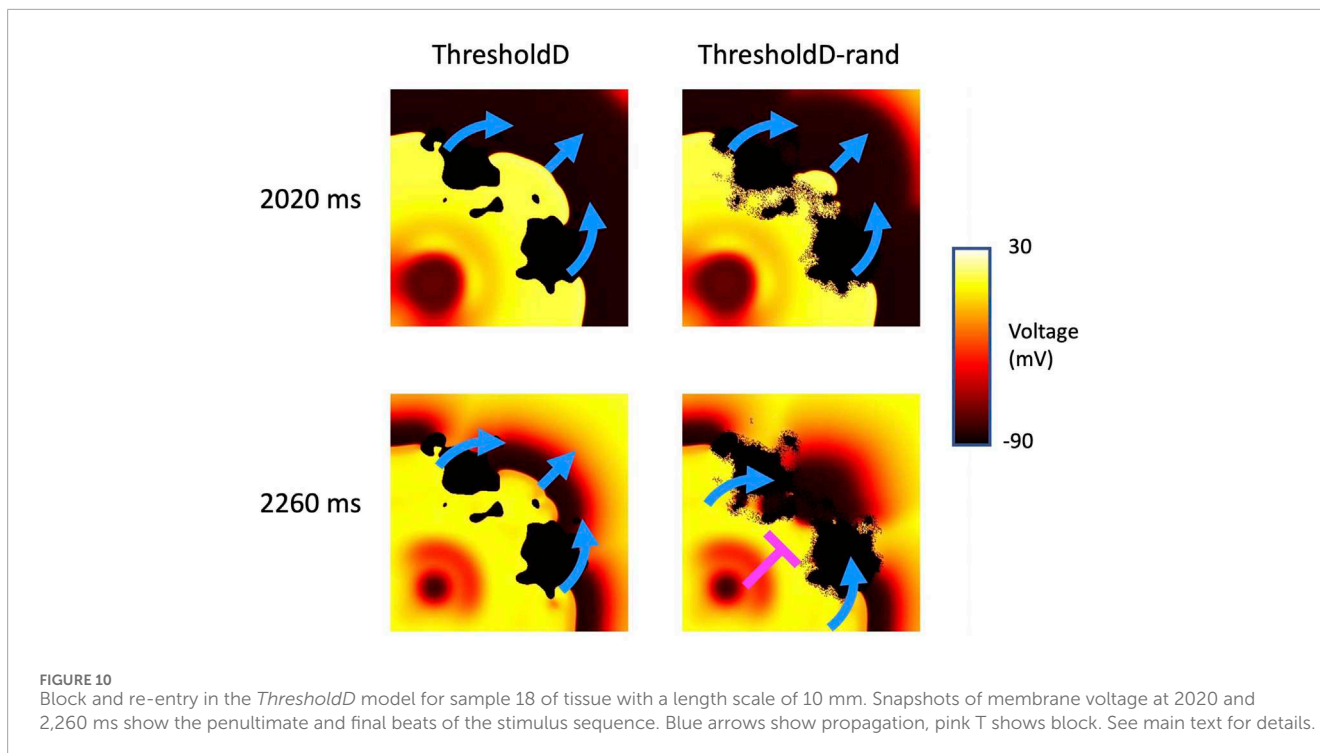 ThresholdD
ThresholdD-rand
2020 ms
30
Voltage
(mV)
-90
2260 ms
FIGURE 10
Block and re-entry in the ThresholdD model for sample 18 of tissue with a length scale of 10 mm. Snapshots of membrane voltage at 2020 and
2,260 ms show the penultimate and final beats of the stimulus sequence. Blue arrows show propagation, pink T shows block. See main text for details.